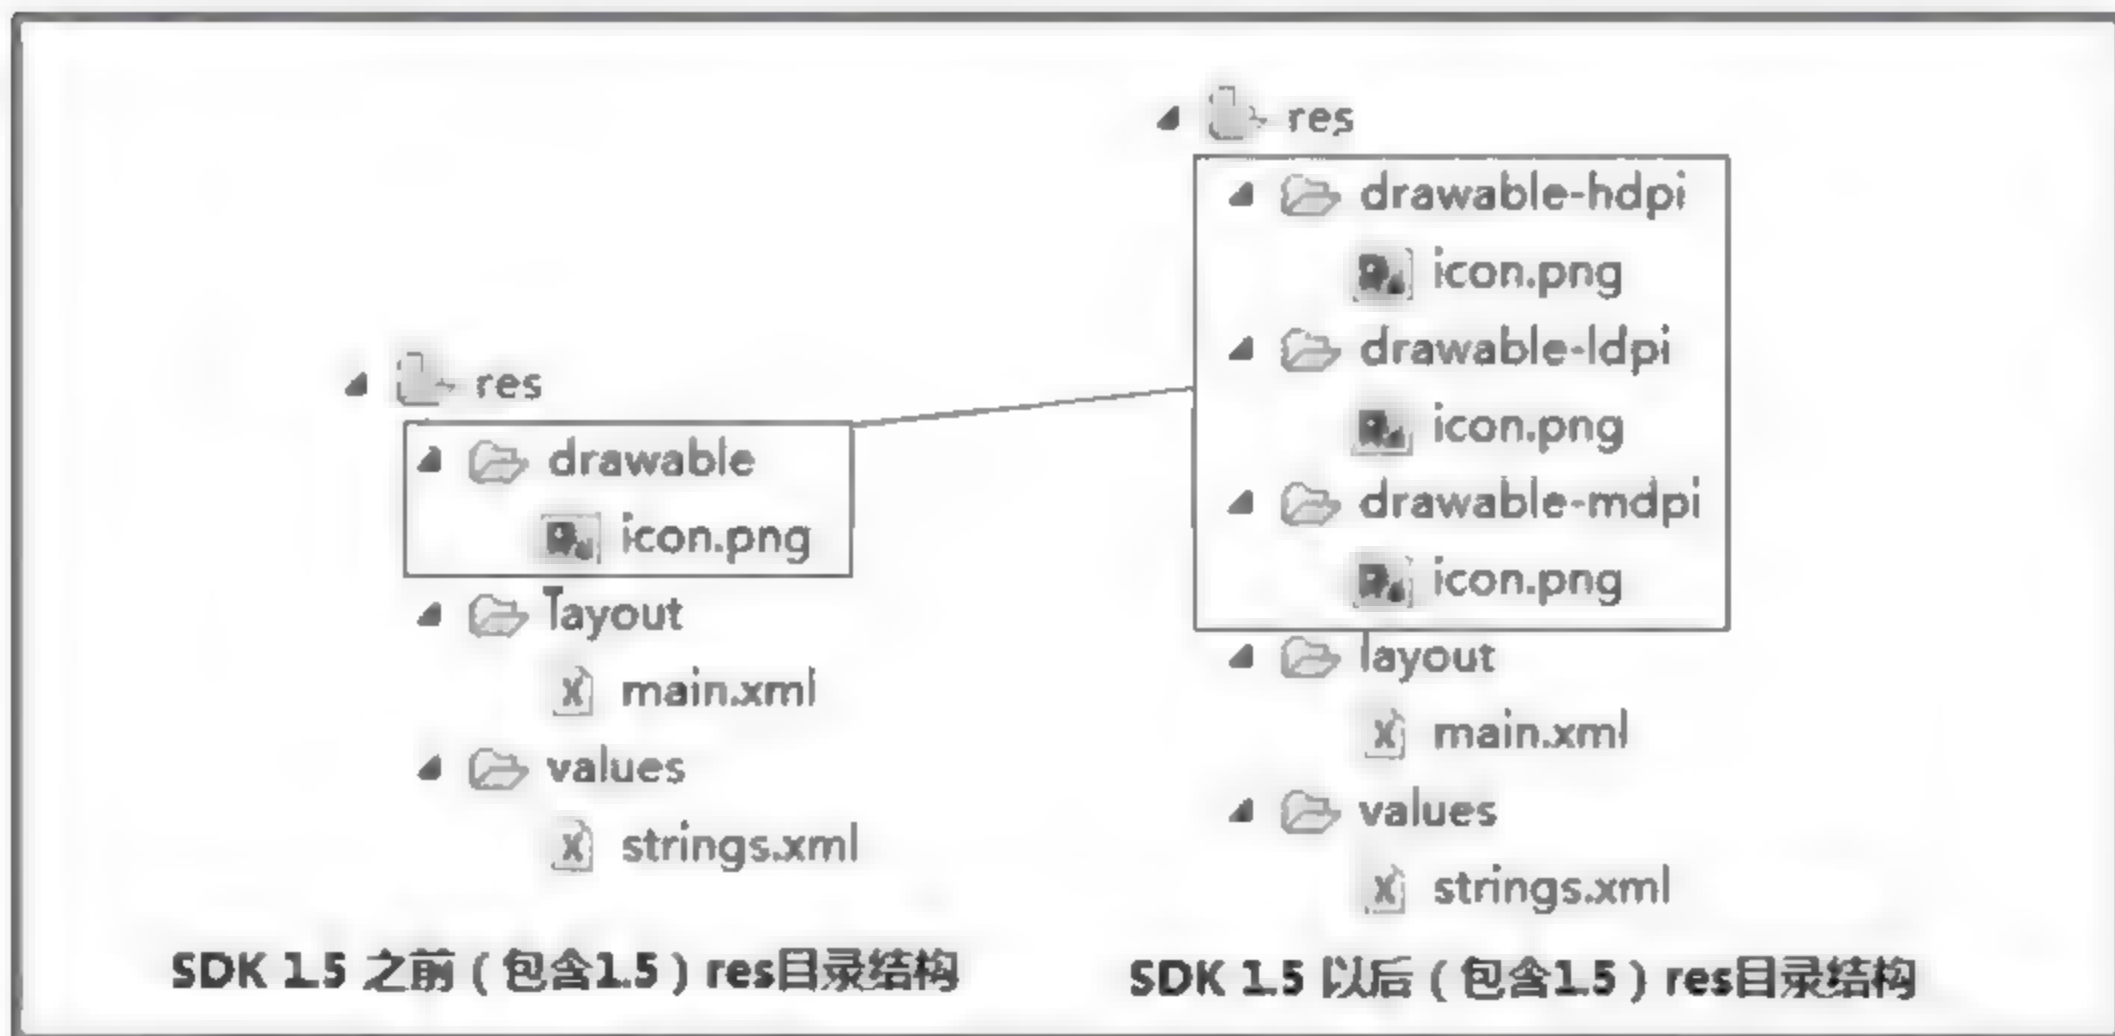 res
drawable
icon.png
layout
main.xml
values
strings.xml
SDK 1.5 之前（包含1.5）res目录结构
res
drawable-hdpi
icon.png
drawable-ldpi
icon.png
drawable-mdpi
icon.png
layout
main.xml
values
strings.xml
SDK 1.5 以后（包含1.5）res目录结构